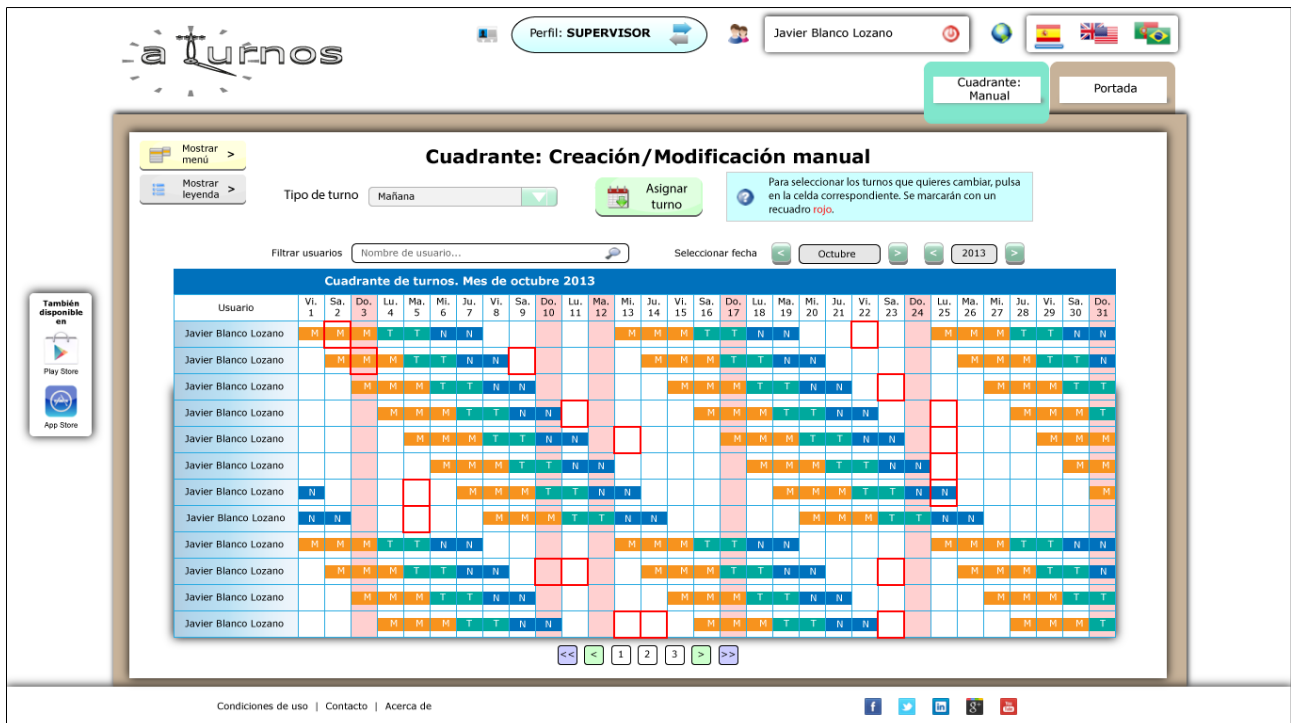 a turnos
Perfil: SUPERVISOR
Javier Blanco Lozano
Cuadrante: Manual
Portada
Mostrar menú >
Mostrar leyenda >
Cuadrante: Creación/Modificación manual
Tipo de turno Mañana
Asignar turno
Para seleccionar los turnos que quieres cambiar, pulsa
en la celda correspondiente. Se marcarán con un
recuadro rojo.
Filtrar usuarios Nombre de usuario... Seleccionar fecha < Octubre > < 2013 >
Cuadrante de turnos. Mes de octubre 2013
Usuario Vi. Sa. Do. Lu. Ma. Mi. Ju. Vi. Sa. Do. Lu. Ma. Mi. Ju. Vi. Sa. Do. Lu. Ma. Mi. Ju. Vi. Sa. Do. Lu. Ma. Mi. Ju. Vi. Sa. Do.
1 2 3 4 5 6 7 8 9 10 11 12 13 14 15 16 17 18 19 20 21 22 23 24 25 26 27 28 29 30 31
Javier Blanco Lozano M M M T T N N M M M T T N N M M M T T N N
Javier Blanco Lozano M M M T T N N M M M T T N N M M M T T N
Javier Blanco Lozano M M M T T N N M M M T T N N M M M T T
Javier Blanco Lozano M M M T T N N M M M T T N N M M M T
Javier Blanco Lozano M M M T T N N M M M T T N N M M M
Javier Blanco Lozano M M M T T N N M M M T T N N M M
Javier Blanco Lozano N M M M T T N N M M M T T N N M
Javier Blanco Lozano N N M M M T T N N M M M T T N N
Javier Blanco Lozano M M M T T N N M M M T T N N M M M T T N N
Javier Blanco Lozano M M M T T N N M M M T T N N M M M T T N
Javier Blanco Lozano M M M T T N N M M M T T N N M M M T T
Javier Blanco Lozano M M M T T N N M M M T T N N M M M T
<< < 1 2 3 > >>
También
disponible
en
Play Store
App Store
Condiciones de uso | Contacto | Acerca de